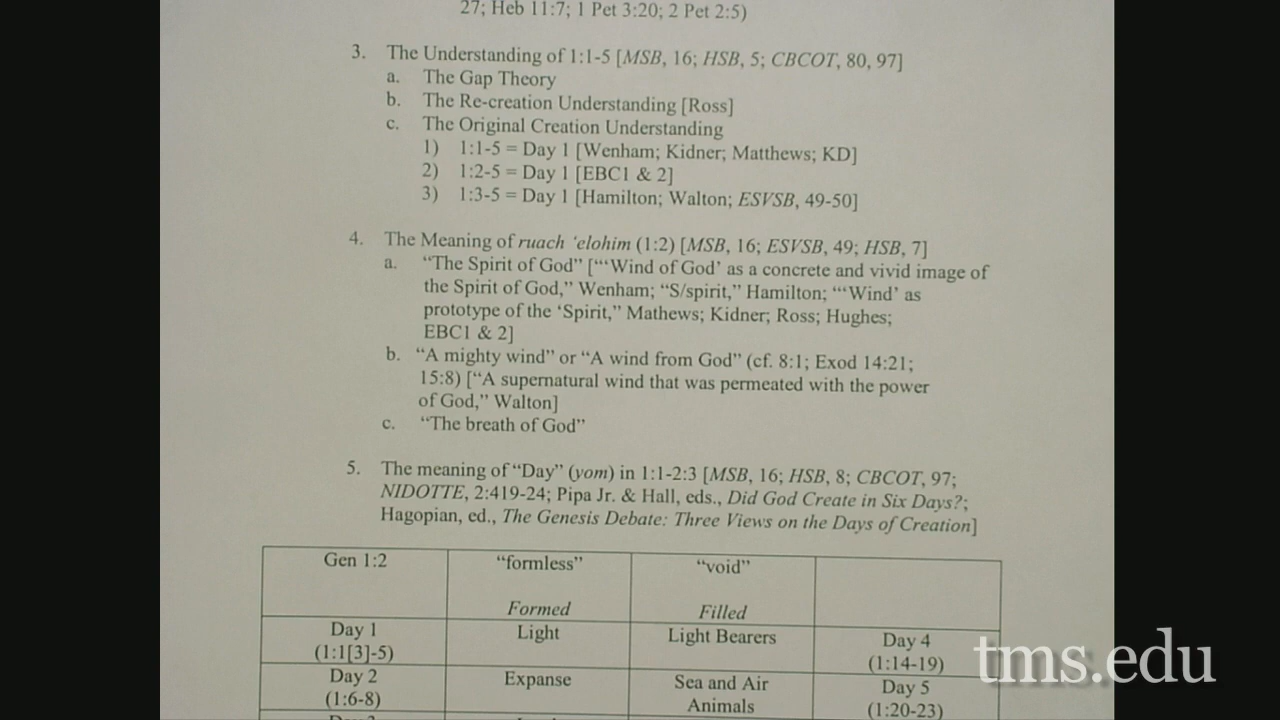 27; Heb 11:7; 1 Pet 3:20; 2 Pet 2:5)
3. The Understanding of 1:1-5 [MSB, 16; HSB, 5; CBCOT, 80, 97]
a. The Gap Theory
b. The Re-creation Understanding [Ross]
c. The Original Creation Understanding
1) 1:1-5 = Day 1 [Wenham; Kidner; Matthews; KD]
2) 1:2-5 = Day 1 [EBC1 & 2]
3) 1:3-5 = Day 1 [Hamilton; Walton; ESVSB, 49-50]
4. The Meaning of ruach ‘elohim (1:2) [MSB, 16; ESVSB, 49; HSB, 7]
a. “The Spirit of God” [“‘Wind of God’ as a concrete and vivid image of
the Spirit of God,” Wenham; “S/spirit,” Hamilton; “‘Wind’ as
prototype of the ‘Spirit,” Mathews; Kidner; Ross; Hughes;
EBC1 & 2]
b. “A mighty wind” or “A wind from God” (cf. 8:1; Exod 14:21;
15:8) [“A supernatural wind that was permeated with the power
of God,” Walton]
c. “The breath of God”
5. The meaning of “Day” (yom) in 1:1-2:3 [MSB, 16; HSB, 8; CBCOT, 97;
NIDOTTE, 2:419-24; Pipa Jr. & Hall, eds., Did God Create in Six Days?;
Hagopian, ed., The Genesis Debate: Three Views on the Days of Creation]
Gen 1:2 “formless” “void”
Formed Filled
Day 1 Light Light Bearers Day 4
(1:1[3]-5) (1:14-19)
Day 2 Expanse Sea and Air Day 5
(1:6-8) Animals (1:20-23)
tms.edu